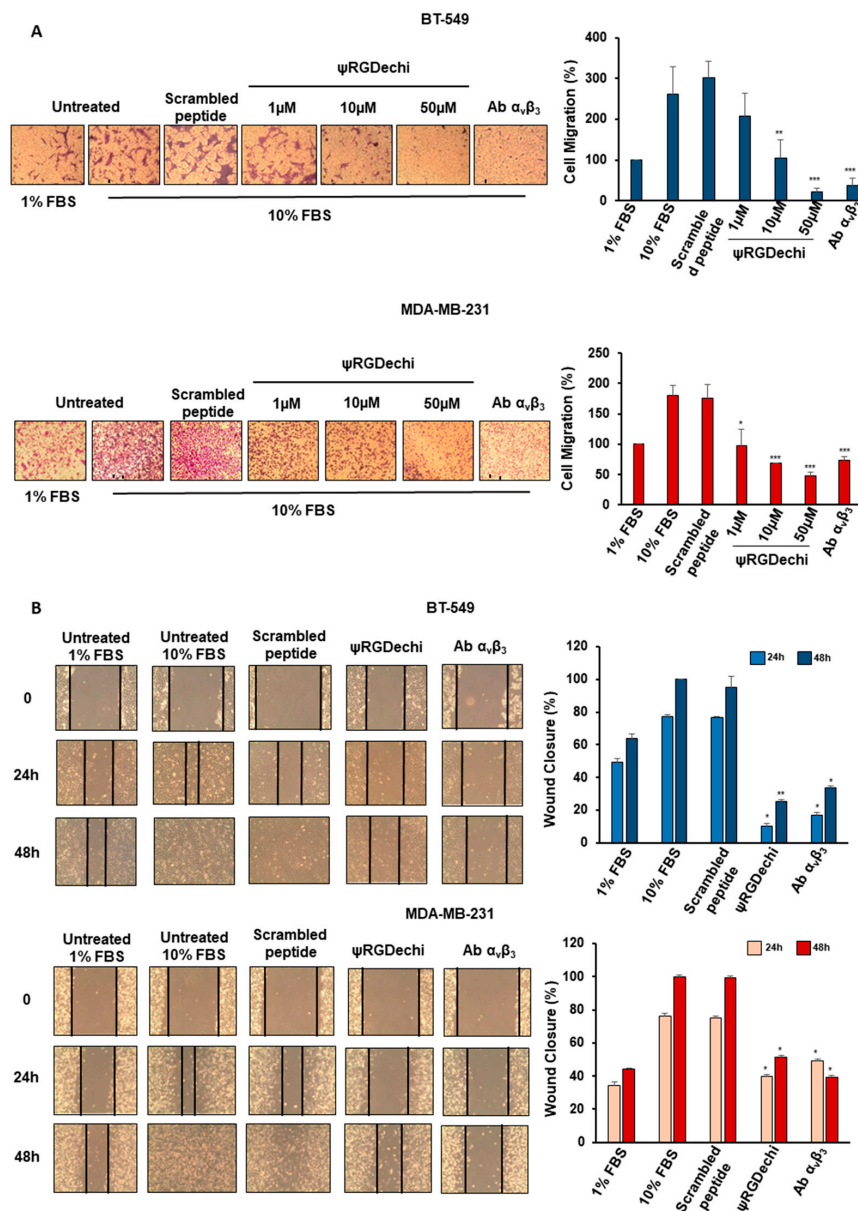 A
BT-549
ψRGDechi
Untreated
Scrambled
peptide
1µM
10µM
50µM
Ab αvβ3
1% FBS
10% FBS
Cell Migration (%)
400
300
200
100
0
**
***
***
1% FBS
10% FBS
Scramble
d peptide
1µM
10µM
50µM
Ab αvβ3
ψRGDechi
MDA-MB-231
ψRGDechi
Untreated
Scrambled
peptide
1µM
10µM
50µM
Ab αvβ3
1% FBS
10% FBS
Cell Migration (%)
250
200
150
100
50
0
*
***
***
***
1% FBS
10% FBS
Scrambled
peptide
1µM
10µM
50µM
Ab αvβ3
ψRGDechi
B
BT-549
Untreated
1% FBS
Untreated
10% FBS
Scrambled
peptide
ψRGDechi
Ab αvβ3
0
24h
48h
Wound Closure (%)
120
100
80
60
40
20
0
24h
48h
*
**
*
*
1% FBS
10% FBS
Scrambled
peptide
ψRGDechi
Ab αvβ3
MDA-MB-231
Untreated
1% FBS
Untreated
10% FBS
Scrambled
peptide
ψRGDechi
Ab αvβ3
0
24h
48h
Wound Closure (%)
120
100
80
60
40
20
0
24h
48h
*
*
*
*
1% FBS
10% FBS
Scrambled
peptide
ψRGDechi
Ab αvβ3